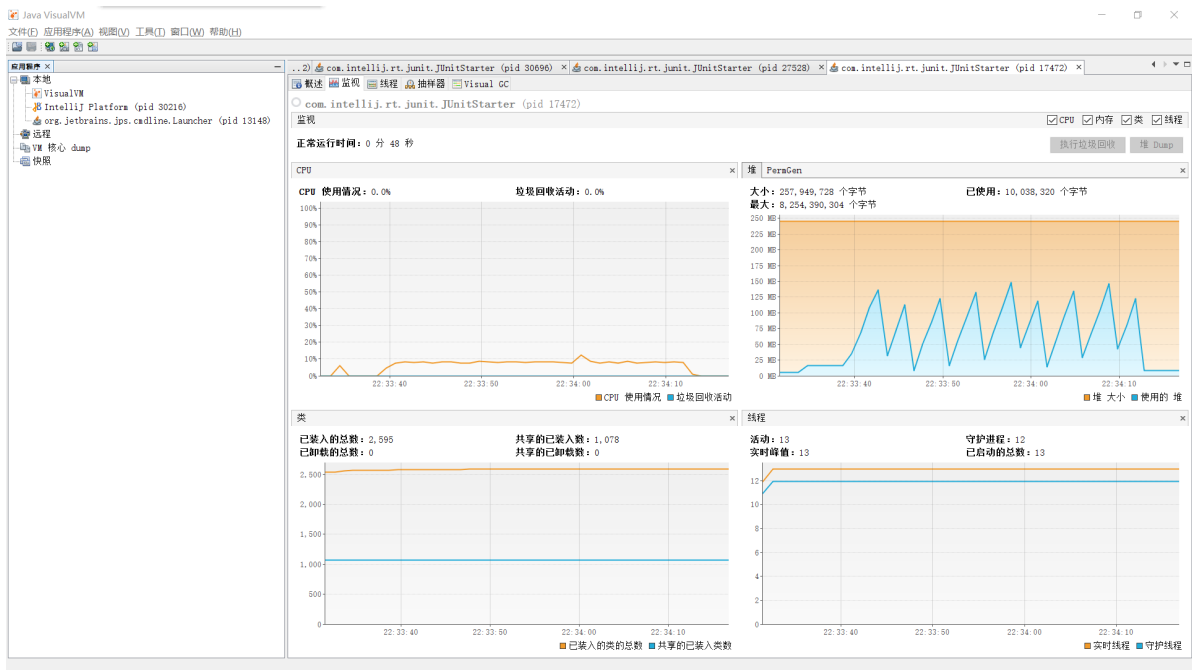 Java VisualVM
文件(F) 应用程序(A) 视图(V) 工具(T) 窗口(W) 帮助(H)
应用程序
本地
VisualVM
IntelliJ Platform (pid 30216)
org.jetbrains.jps.cmdline.Launcher (pid 13148)
远程
VM 核心 dump
快照
..2) com.intellij.rt.junit.JUnitStarter (pid 30696) com.intellij.rt.junit.JUnitStarter (pid 27528) com.intellij.rt.junit.JUnitStarter (pid 17472)
概述 监视 线程 抽样器 Visual GC
com.intellij.rt.junit.JUnitStarter (pid 17472)
监视 CPU 内存 类 线程
正常运行时间: 0 分 48 秒 执行垃圾回收 堆 Dump
CPU
CPU 使用情况: 0.0% 垃圾回收活动: 0.0%
100%
90%
80%
70%
60%
50%
40%
30%
20%
10%
0%
22:33:40 22:33:50 22:34:00 22:34:10
CPU 使用情况 垃圾回收活动
堆 PermGen
大小: 257,949,728 个字节 已使用: 10,038,320 个字节
最大: 8,254,390,304 个字节
250 MB
225 MB
200 MB
175 MB
150 MB
125 MB
100 MB
75 MB
50 MB
25 MB
0 MB
22:33:40 22:33:50 22:34:00 22:34:10
堆 大小 使用的 堆
类
已装入的总数: 2,595 共享的已装入数: 1,078
已卸载的总数: 0 共享的已卸载数: 0
2,500
2,000
1,500
1,000
500
0
22:33:40 22:33:50 22:34:00 22:34:10
已装入的类的总数 共享的已装入类数
线程
活动: 13 守护进程: 12
实时峰值: 13 已启动的总数: 13
12
10
8
6
4
2
0
22:33:40 22:33:50 22:34:00 22:34:10
实时线程 守护线程